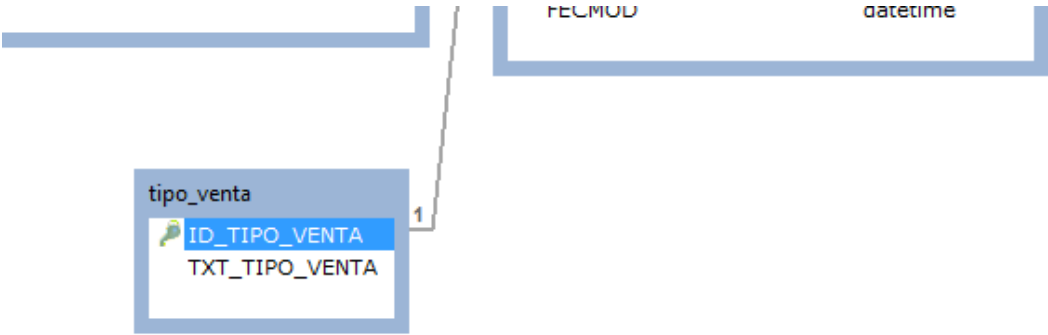 FECMOD datetime
tipo_venta
1
ID_TIPO_VENTA
TXT_TIPO_VENTA